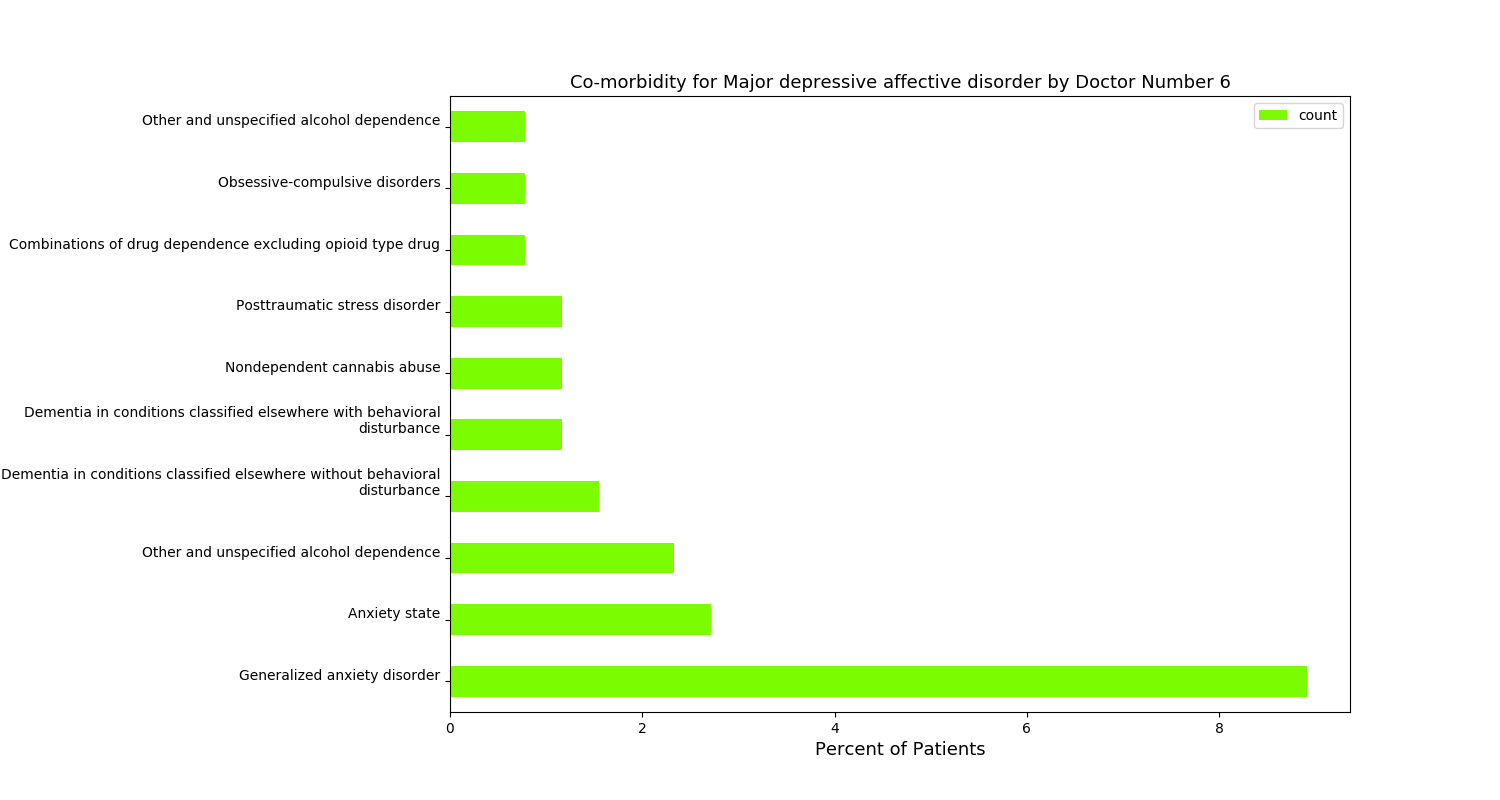 Co-morbidity for Major depressive affective disorder by Doctor Number 6
count
Other and unspecified alcohol dependence
Obsessive-compulsive disorders
Combinations of drug dependence excluding opioid type drug
Posttraumatic stress disorder
Nondependent cannabis abuse
Dementia in conditions classified elsewhere with behavioral
disturbance
Dementia in conditions classified elsewhere without behavioral
disturbance
Other and unspecified alcohol dependence
Anxiety state
Generalized anxiety disorder
0 2 4 6 8
Percent of Patients